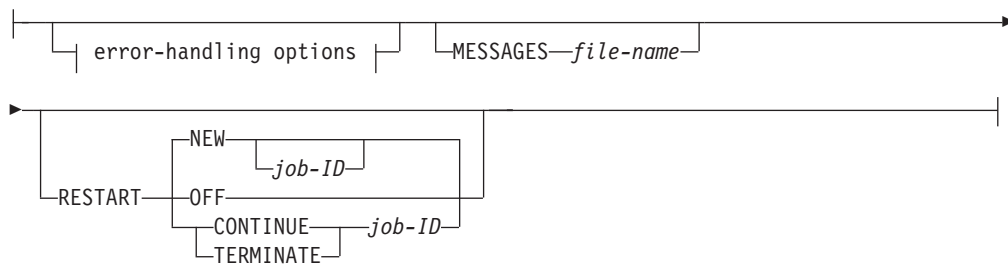 error-handling options MESSAGES file-name
NEW
job-ID
RESTART OFF
CONTINUE job-ID
TERMINATE